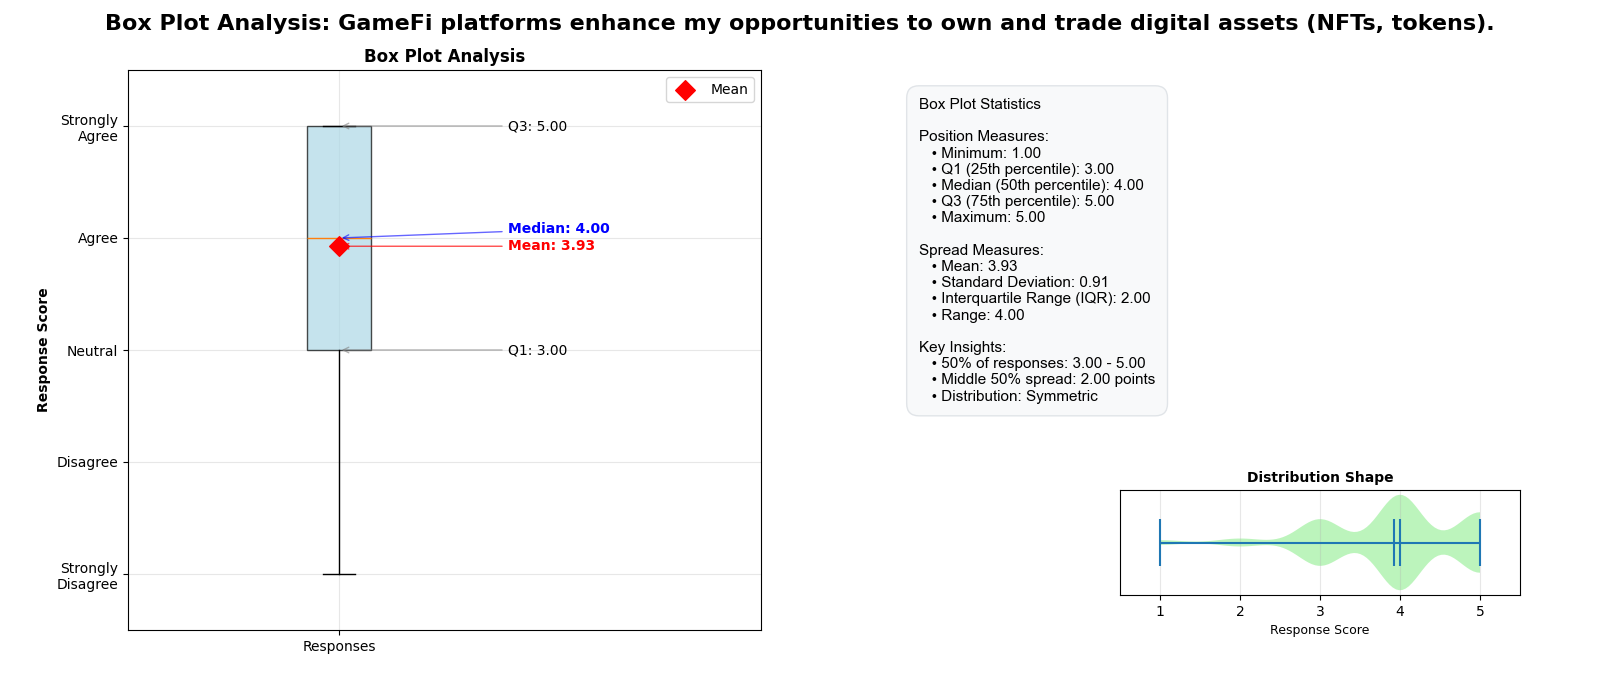 Box Plot Analysis: GameFi platforms enhance my opportunities to own and trade digital assets (NFTs, tokens).
Box Plot Analysis
Mean
Strongly
Agree
Agree
Neutral
Disagree
Strongly
Disagree
Response Score
Q3: 5.00
Median: 4.00
Mean: 3.93
Q1: 3.00
Responses
Box Plot Statistics
Position Measures:
• Minimum: 1.00
• Q1 (25th percentile): 3.00
• Median (50th percentile): 4.00
• Q3 (75th percentile): 5.00
• Maximum: 5.00
Spread Measures:
• Mean: 3.93
• Standard Deviation: 0.91
• Interquartile Range (IQR): 2.00
• Range: 4.00
Key Insights:
• 50% of responses: 3.00 - 5.00
• Middle 50% spread: 2.00 points
• Distribution: Symmetric
Distribution Shape
1 2 3 4 5
Response Score